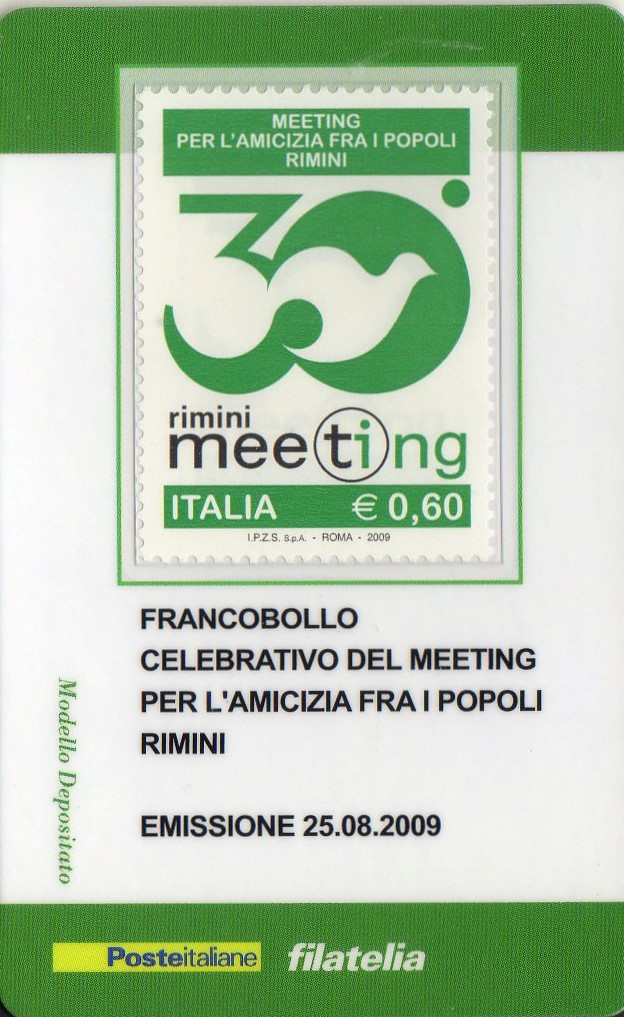 MEETING
PER L'AMICIZIA FRA I POPOLI
RIMINI
30°
rimini
meeting
ITALIA € 0,60
I.P.Z.S. S.p.A. - ROMA - 2009
FRANCOBOLLO
CELEBRATIVO DEL MEETING
PER L'AMICIZIA FRA I POPOLI
RIMINI
EMISSIONE 25.08.2009
Modello Depositato
Posteitaliane filatelia